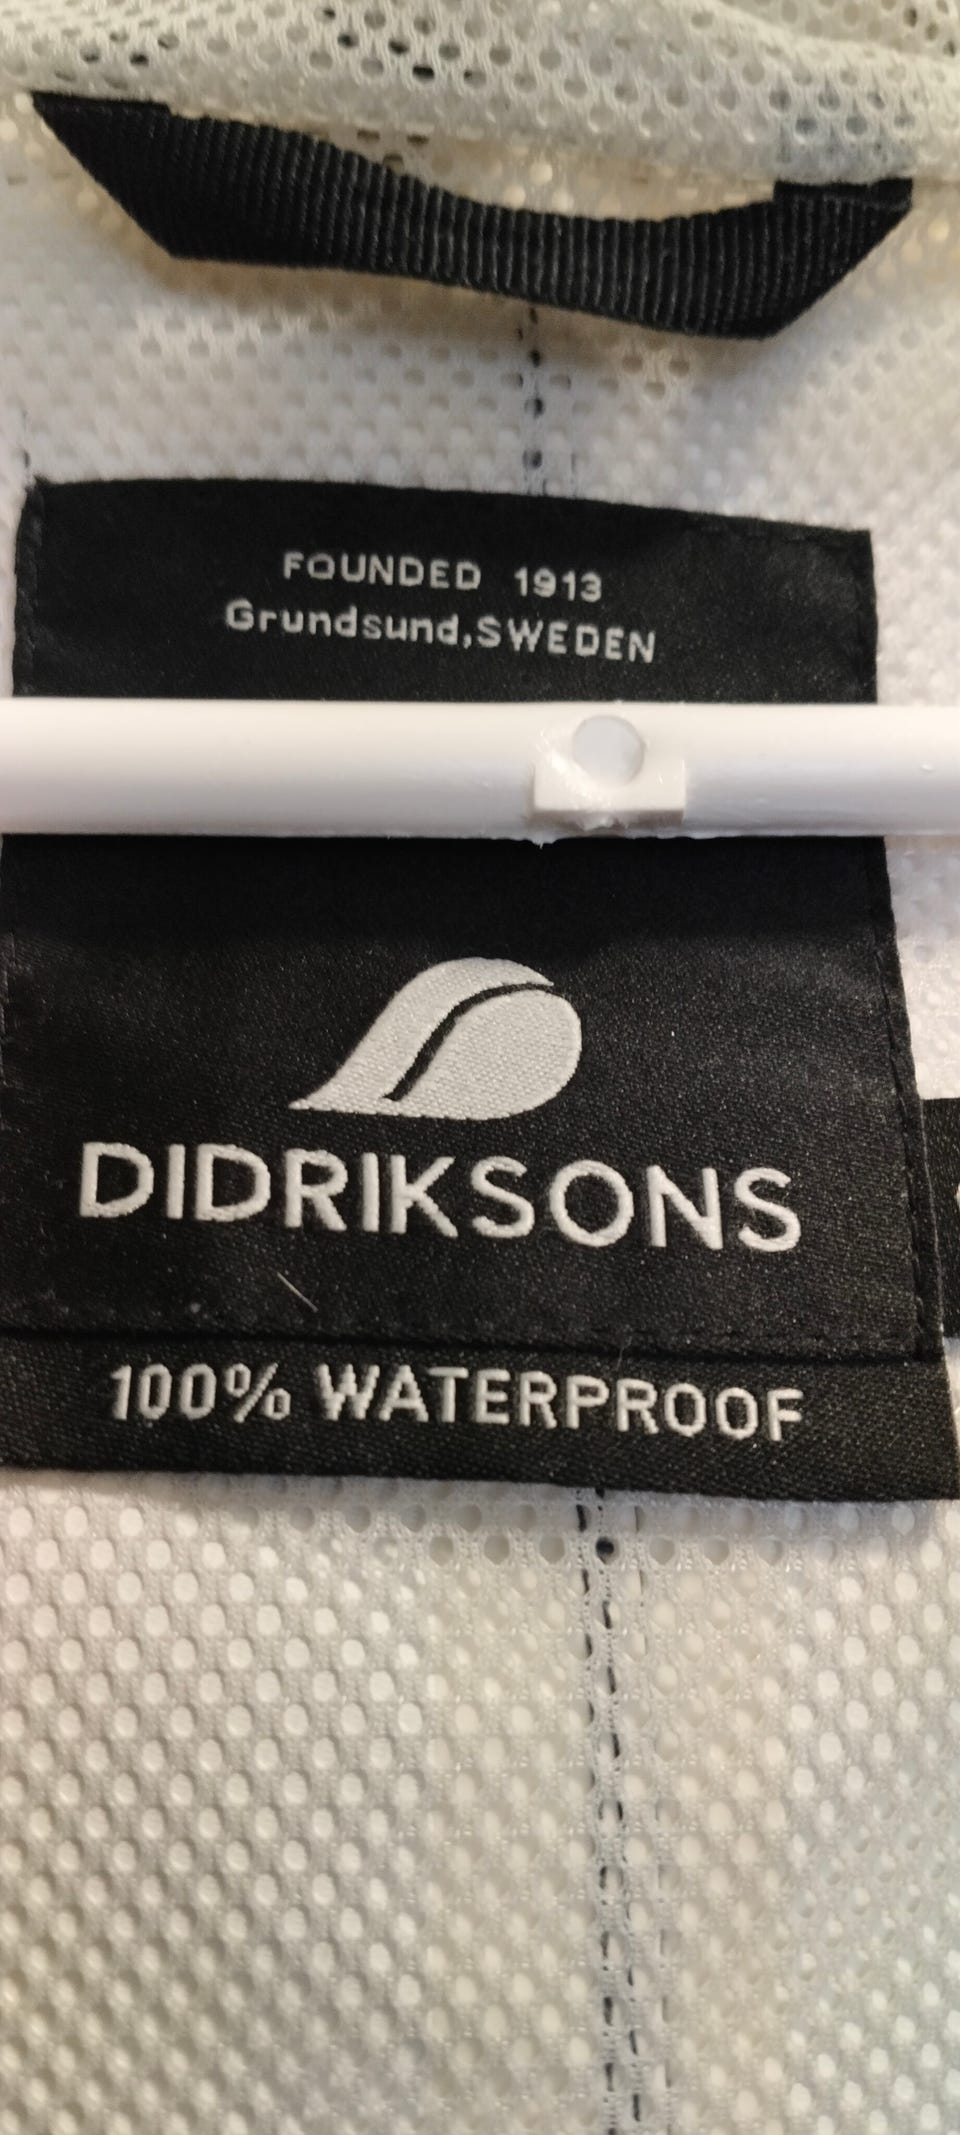 FOUNDED 1913
Grundsund,SWEDEN
DIDRIKSONS
100% WATERPROOF